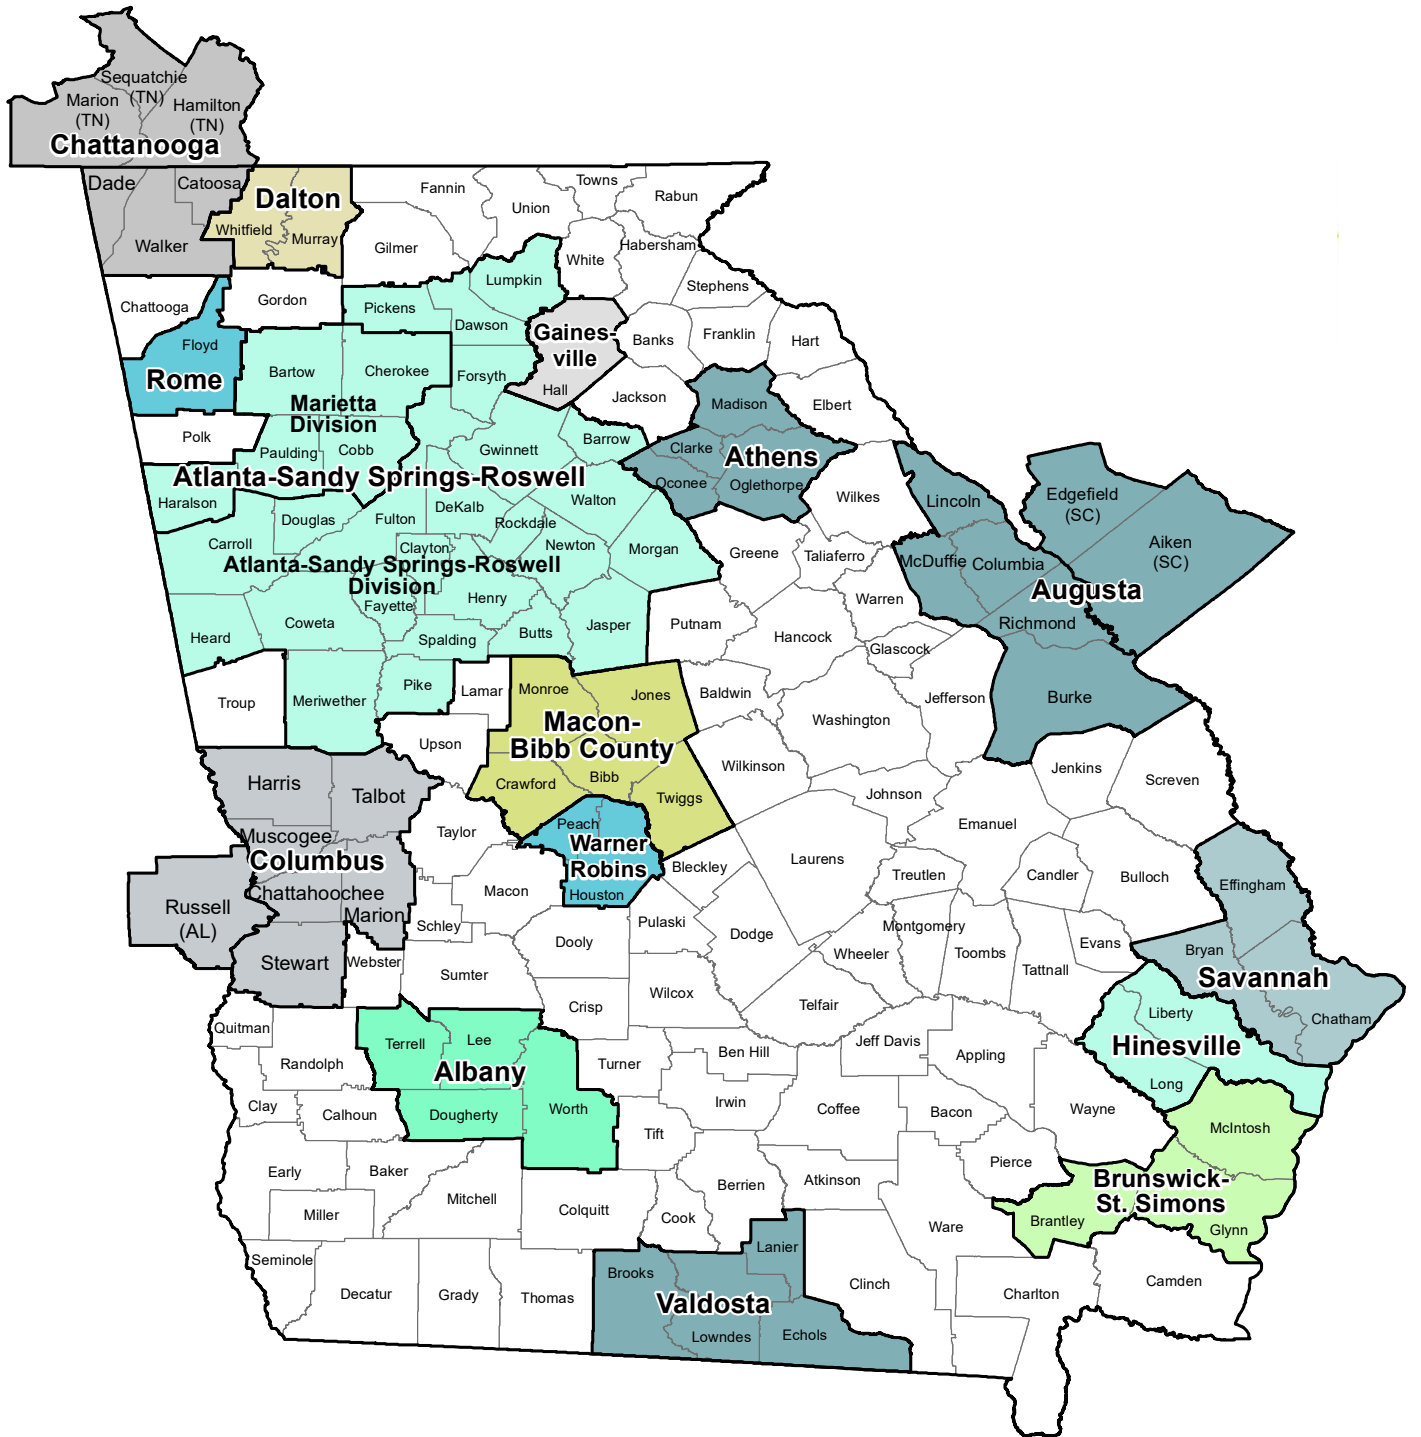 Sequatchie
(TN)
Marion
(TN)
Hamilton
(TN)
Chattanooga
Dade
Catoosa
Walker
Dalton
Whitfield
Murray
Fannin
Towns
Rabun
Union
Gilmer
White
Habersham
Stephens
Lumpkin
Chattooga
Gordon
Pickens
Dawson
Gaines-
ville
Hall
Banks
Franklin
Hart
Floyd
Rome
Bartow
Cherokee
Forsyth
Jackson
Madison
Elbert
Marietta
Division
Polk
Paulding
Cobb
Gwinnett
Barrow
Clarke
Athens
Oconee
Oglethorpe
Atlanta-Sandy Springs-Roswell
Haralson
Douglas
Fulton
DeKalb
Rockdale
Walton
Wilkes
Lincoln
Edgefield
(SC)
Aiken
(SC)
Carroll
Clayton
Newton
Morgan
Greene
Taliaferro
McDuffie
Columbia
Augusta
Atlanta-Sandy Springs-Roswell
Division
Fayette
Henry
Heard
Coweta
Spalding
Butts
Jasper
Putnam
Hancock
Warren
Glascock
Richmond
Burke
Troup
Meriwether
Pike
Lamar
Monroe
Jones
Baldwin
Washington
Jefferson
Upson
Macon-
Bibb County
Crawford
Bibb
Twiggs
Wilkinson
Johnson
Jenkins
Screven
Harris
Talbot
Muscogee
Columbus
Chattahoochee
Russell
(AL)
Marion
Stewart
Taylor
Peach
Warner
Robins
Houston
Bleckley
Laurens
Emanuel
Treutlen
Candler
Bulloch
Effingham
Macon
Schley
Webster
Sumter
Dooly
Pulaski
Dodge
Wheeler
Montgomery
Toombs
Tattnall
Evans
Bryan
Savannah
Chatham
Crisp
Wilcox
Telfair
Quitman
Randolph
Terrell
Lee
Albany
Dougherty
Worth
Turner
Ben Hill
Jeff Davis
Appling
Liberty
Hinesville
Long
Clay
Calhoun
Tift
Irwin
Coffee
Bacon
Wayne
McIntosh
Early
Baker
Mitchell
Miller
Colquitt
Cook
Berrien
Atkinson
Pierce
Brunswick-
St. Simons
Brantley
Glynn
Ware
Seminole
Decatur
Grady
Thomas
Brooks
Lanier
Valdosta
Lowndes
Echols
Clinch
Charlton
Camden